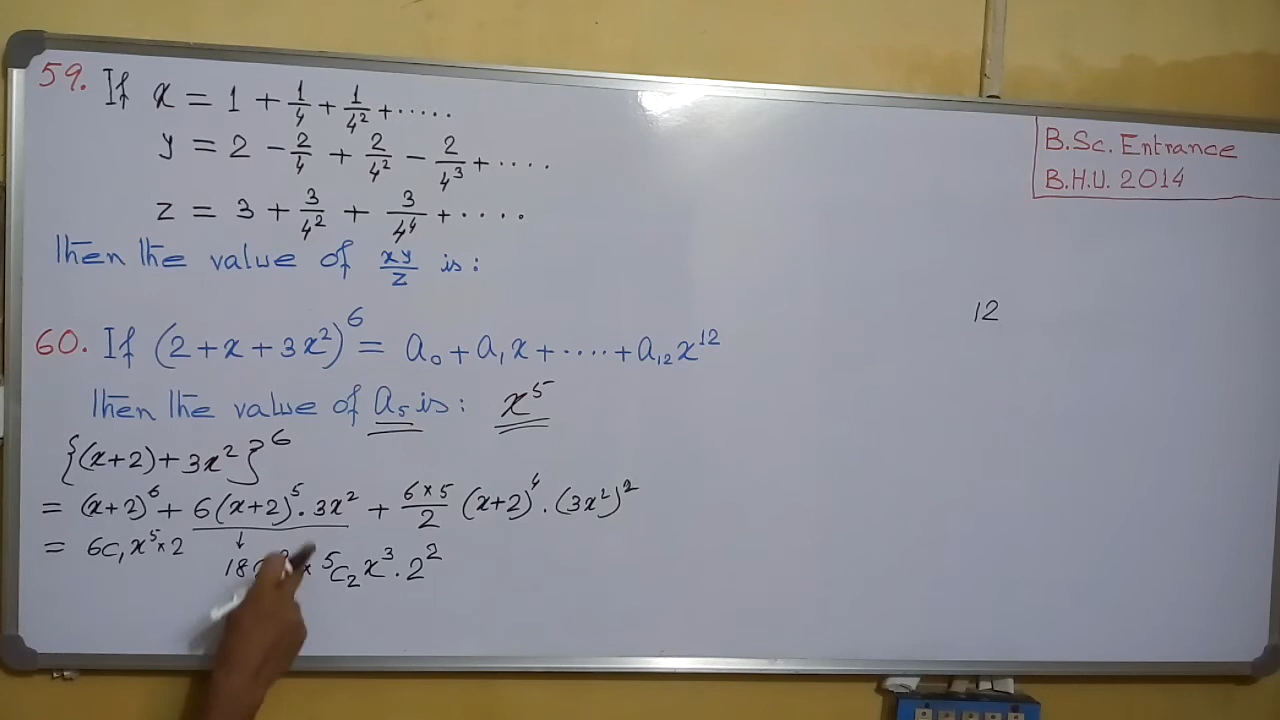 59. If x = 1 + 1/4 + 1/4² + .....
y = 2 - 2/4 + 2/4² - 2/4³ + ....
z = 3 + 3/4² + 3/4⁴ + ....
Then the value of xy/z is:
B.Sc. Entrance
B.H.U. 2014
12
60. If (2 + x + 3x²)⁶ = a₀ + a₁x + ..... + a₁₂x¹²
Then the value of a₅ is: x⁵
{(x+2) + 3x²}⁶
= (x+2)⁶ + 6(x+2)⁵ . 3x² + 6×5/2 (x+2)⁴ . (3x²)²
= 6C₁x⁵×2 ↓
18 × ⁵C₂ x³ . 2²